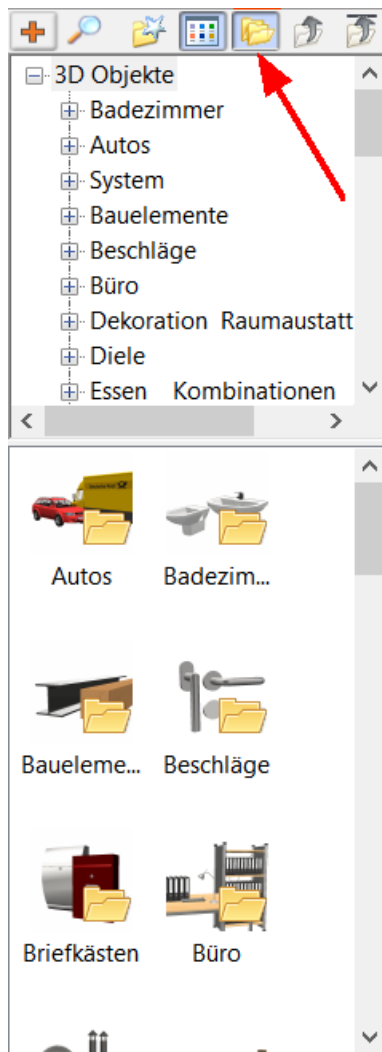 3D Objekte
Badezimmer
Autos
System
Bauelemente
Beschläge
Büro
Dekoration Raumaustatt
Diele
Essen Kombinationen
Autos
Badezim...
Baueleme...
Beschläge
Briefkästen
Büro